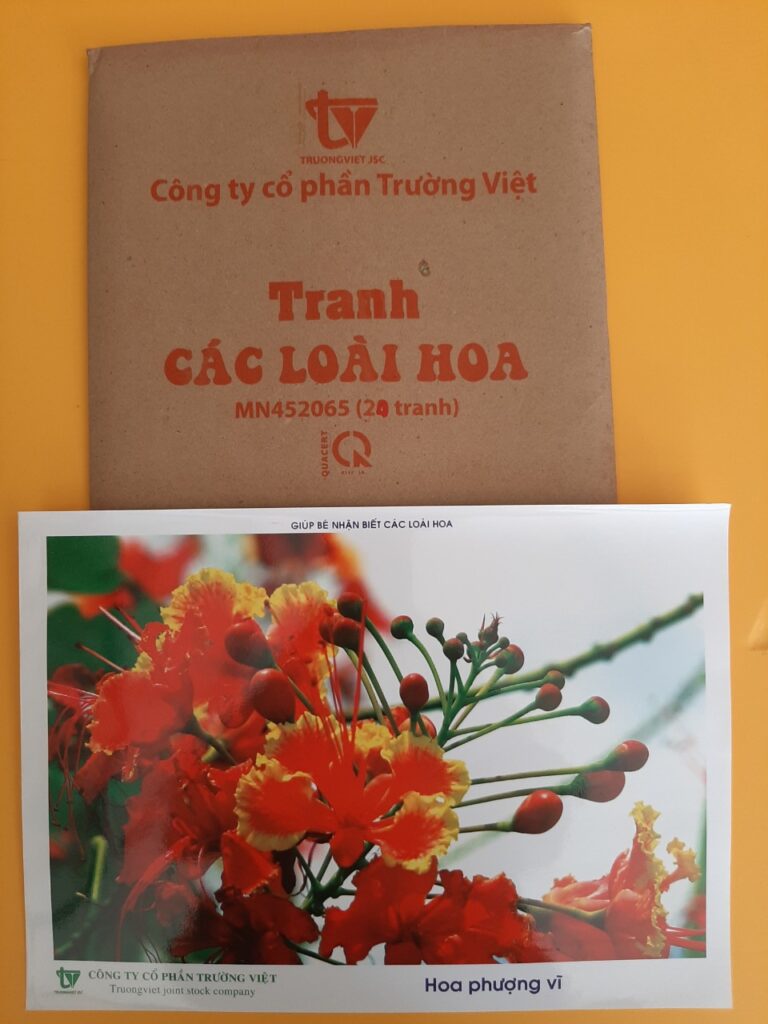 TRUONGVIET JSC
Công ty cổ phần Trường Việt
Tranh
CÁC LOÀI HOA
MN452065 (20 tranh)
QUACERT
GIÚP BÉ NHẬN BIẾT CÁC LOÀI HOA
CÔNG TY CỔ PHẦN TRƯỜNG VIỆT
Truongviet joint stock company
Hoa phượng vĩ